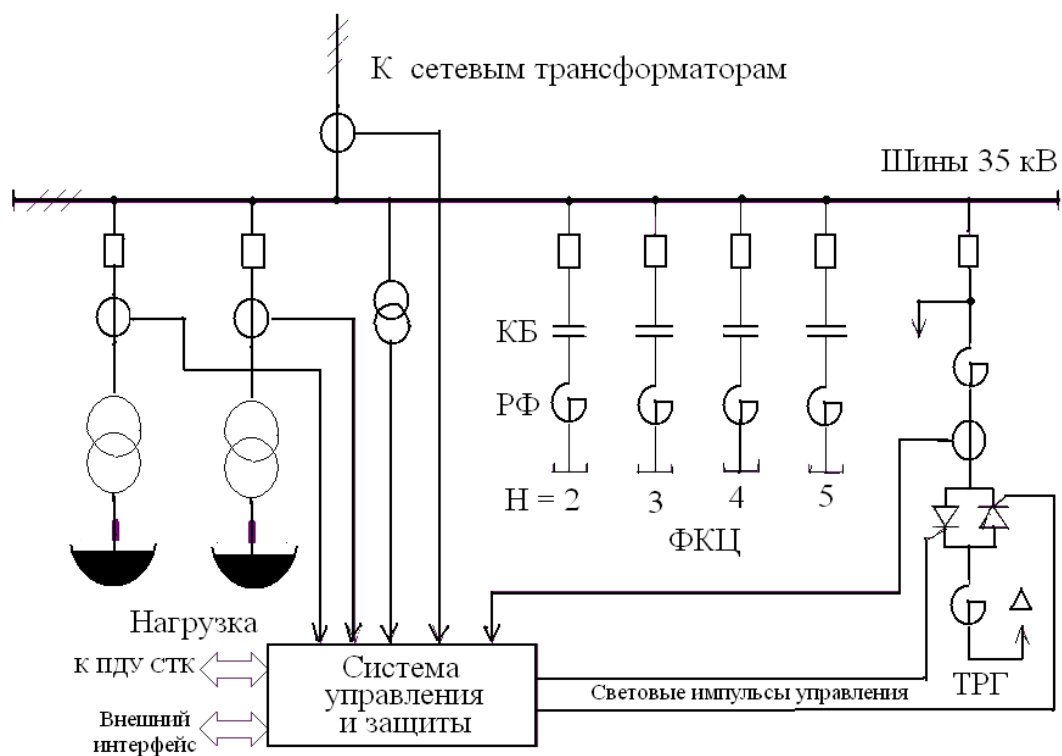 К сетевым трансформаторам
Шины 35 кВ
КБ
РФ
Н = 2 3 4 5
ФКЦ
Нагрузка
К ПДУ СТК
Система
управления
и защиты
Световые импульсы управления
ТРГ
Внешний
интерфейс